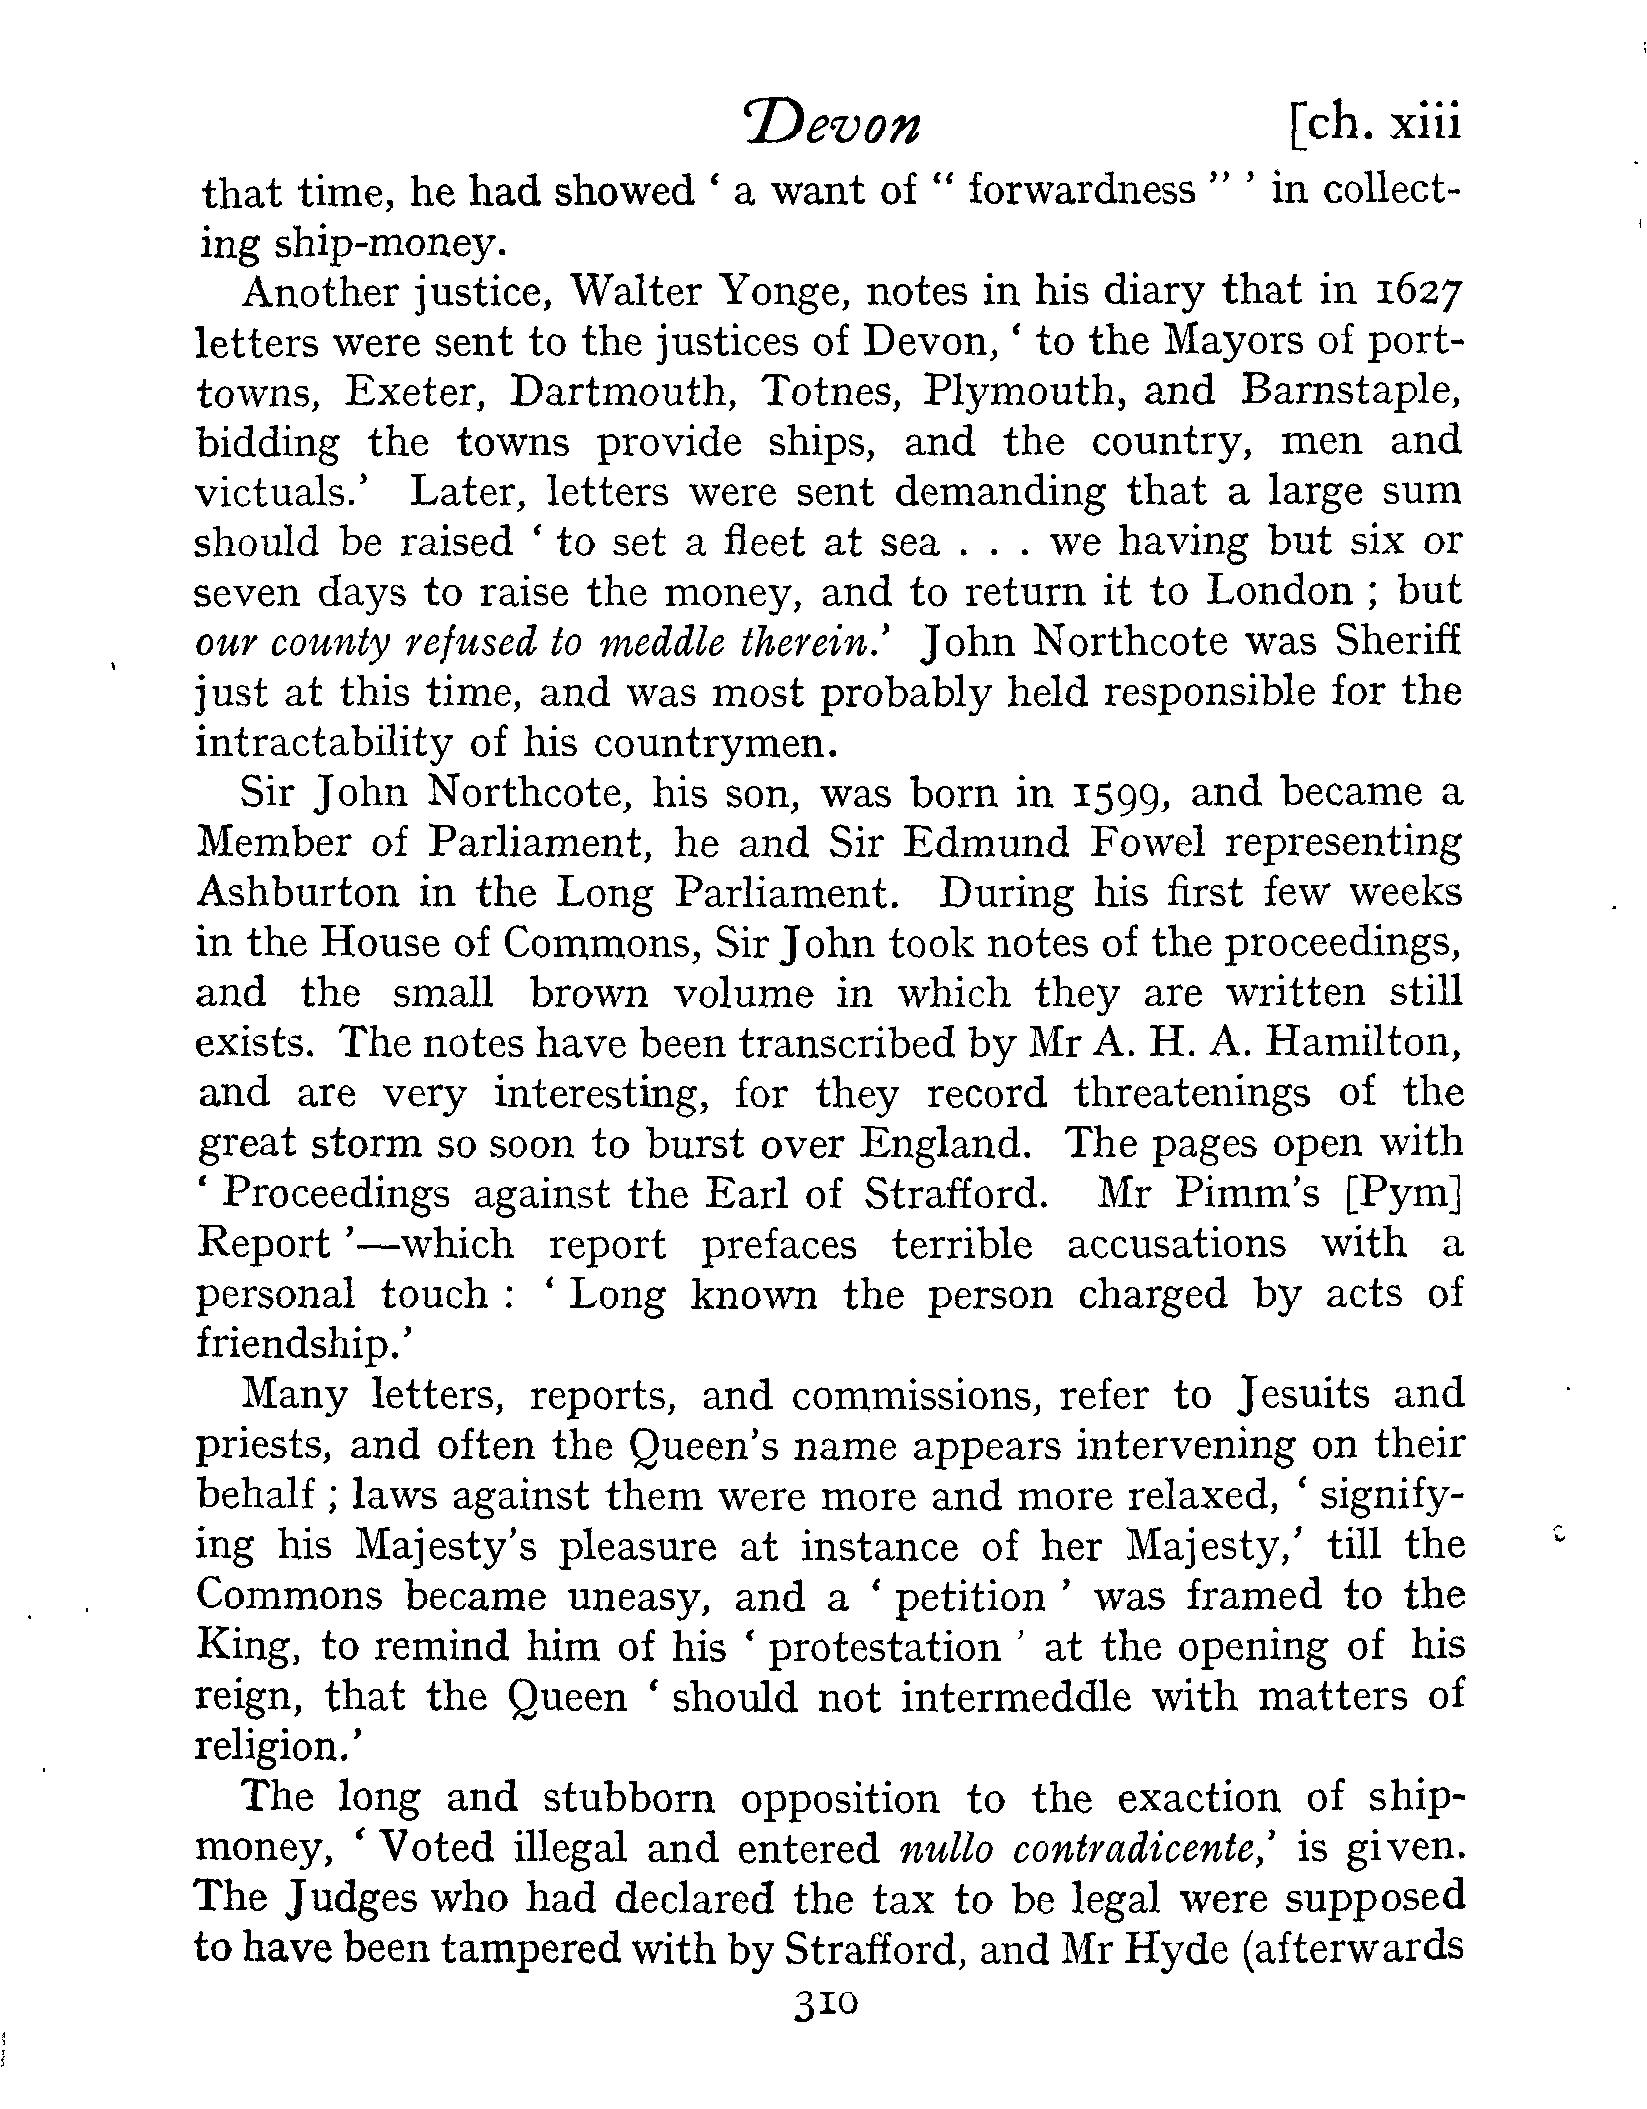 Devon [ch. xiii
that time, he had showed ‘ a want of “ forwardness ” ’ in collect-
ing ship-money.
Another justice, Walter Yonge, notes in his diary that in 1627
letters were sent to the justices of Devon, ‘ to the Mayors of port-
towns, Exeter, Dartmouth, Totnes, Plymouth, and Barnstaple,
bidding the towns provide ships, and the country, men and
victuals.’ Later, letters were sent demanding that a large sum
should be raised ‘ to set a fleet at sea . . . we having but six or
seven days to raise the money, and to return it to London ; but
our county refused to meddle therein.’ John Northcote was Sheriff
just at this time, and was most probably held responsible for the
intractability of his countrymen.
Sir John Northcote, his son, was born in 1599, and became a
Member of Parliament, he and Sir Edmund Fowel representing
Ashburton in the Long Parliament. During his first few weeks
in the House of Commons, Sir John took notes of the proceedings,
and the small brown volume in which they are written still
exists. The notes have been transcribed by Mr A. H. A. Hamilton,
and are very interesting, for they record threatenings of the
great storm so soon to burst over England. The pages open with
‘ Proceedings against the Earl of Strafford. Mr Pimm’s [Pym]
Report ’—which report prefaces terrible accusations with a
personal touch : ‘ Long known the person charged by acts of
friendship.’
Many letters, reports, and commissions, refer to Jesuits and
priests, and often the Queen’s name appears intervening on their
behalf ; laws against them were more and more relaxed, ‘ signify-
ing his Majesty’s pleasure at instance of her Majesty,’ till the
Commons became uneasy, and a ‘ petition ’ was framed to the
King, to remind him of his ‘ protestation ’ at the opening of his
reign, that the Queen ‘ should not intermeddle with matters of
religion.’
The long and stubborn opposition to the exaction of ship-
money, ‘ Voted illegal and entered nullo contradicente,’ is given.
The Judges who had declared the tax to be legal were supposed
to have been tampered with by Strafford, and Mr Hyde (afterwards
310